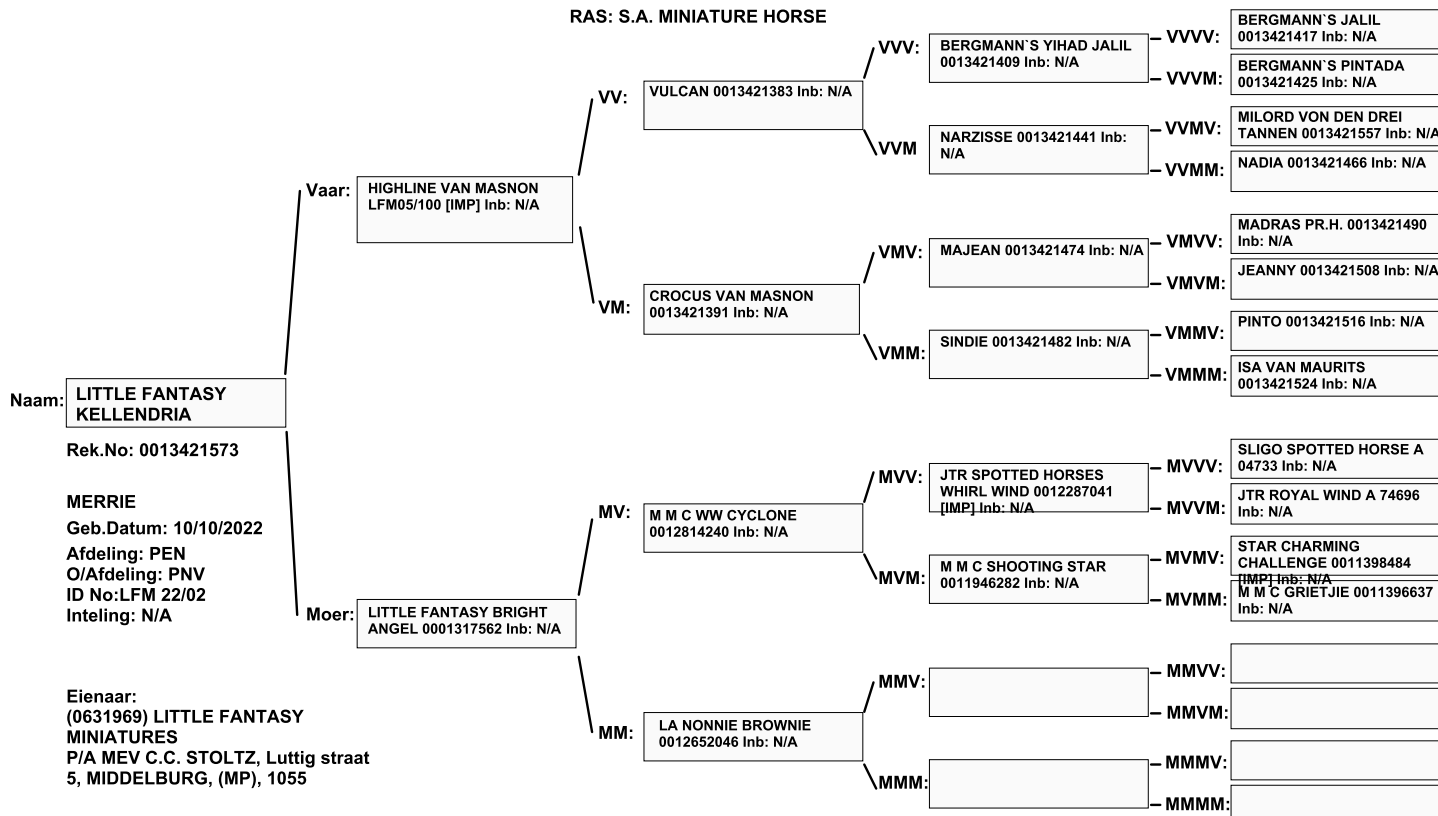 RAS: S.A. MINIATURE HORSE
Naam:
LITTLE FANTASY
KELLENDRIA
Rek.No: 0013421573
MERRIE
Geb.Datum: 10/10/2022
Afdeling: PEN
O/Afdeling: PNV
ID No:LFM 22/02
Inteling: N/A
Eienaar:
(0631969) LITTLE FANTASY
MINIATURES
P/A MEV C.C. STOLTZ, Luttig straat
5, MIDDELBURG, (MP), 1055
Vaar:
HIGHLINE VAN MASNON
LFM05/100 [IMP] Inb: N/A
Moer:
LITTLE FANTASY BRIGHT
ANGEL 0001317562 Inb: N/A
VV:
VULCAN 0013421383 Inb: N/A
VM:
CROCUS VAN MASNON
0013421391 Inb: N/A
MV:
M M C WW CYCLONE
0012814240 Inb: N/A
MM:
LA NONNIE BROWNIE
0012652046 Inb: N/A
VVV:
BERGMANN`S YIHAD JALIL
0013421409 Inb: N/A
VVM
NARZISSE 0013421441 Inb:
N/A
VMV:
MAJEAN 0013421474 Inb: N/A
VMM:
SINDIE 0013421482 Inb: N/A
MVV:
JTR SPOTTED HORSES
WHIRL WIND 0012287041
[IMP] Inb: N/A
MVM:
M M C SHOOTING STAR
0011946282 Inb: N/A
MMV:
MMM:
VVVV:
BERGMANN`S JALIL
0013421417 Inb: N/A
VVVM:
BERGMANN`S PINTADA
0013421425 Inb: N/A
VVMV:
MILORD VON DEN DREI
TANNEN 0013421557 Inb: N/A
VVMM:
NADIA 0013421466 Inb: N/A
VMVV:
MADRAS PR.H. 0013421490
Inb: N/A
VMVM:
JEANNY 0013421508 Inb: N/A
VMMV:
PINTO 0013421516 Inb: N/A
VMMM:
ISA VAN MAURITS
0013421524 Inb: N/A
MVVV:
SLIGO SPOTTED HORSE A
04733 Inb: N/A
MVVM:
JTR ROYAL WIND A 74696
Inb: N/A
MVMV:
STAR CHARMING
CHALLENGE 0011398484
[IMP] Inb: N/A
MVMM:
M M C GRIETJIE 0011396637
Inb: N/A
MMVV:
MMVM:
MMMV:
MMMM: